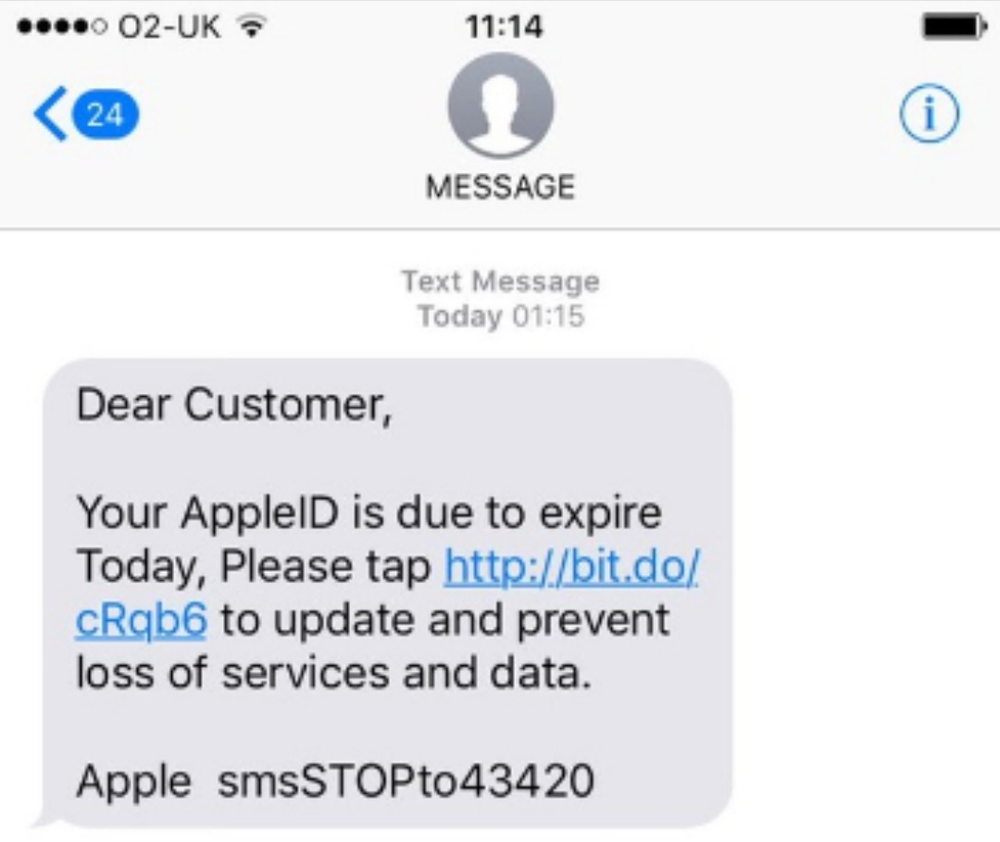 O2-UK 11:14
24
MESSAGE
Text Message
Today 01:15
Dear Customer,
Your AppleID is due to expire
Today, Please tap http://bit.do/
cRqb6 to update and prevent
loss of services and data.
Apple smsSTOPto43420